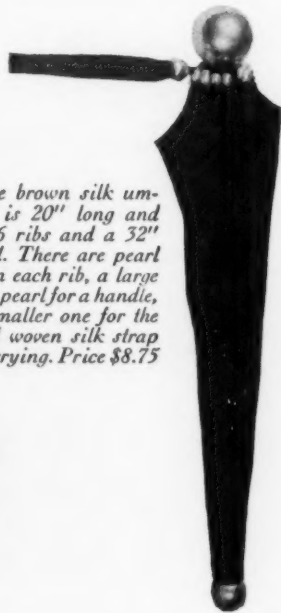 e brown silk um-
is 20" long and
6 ribs and a 32"
l. There are pearl
n each rib, a large
pearl for a handle,
maller one for the
l woven silk strap
rrying. Price $8.75